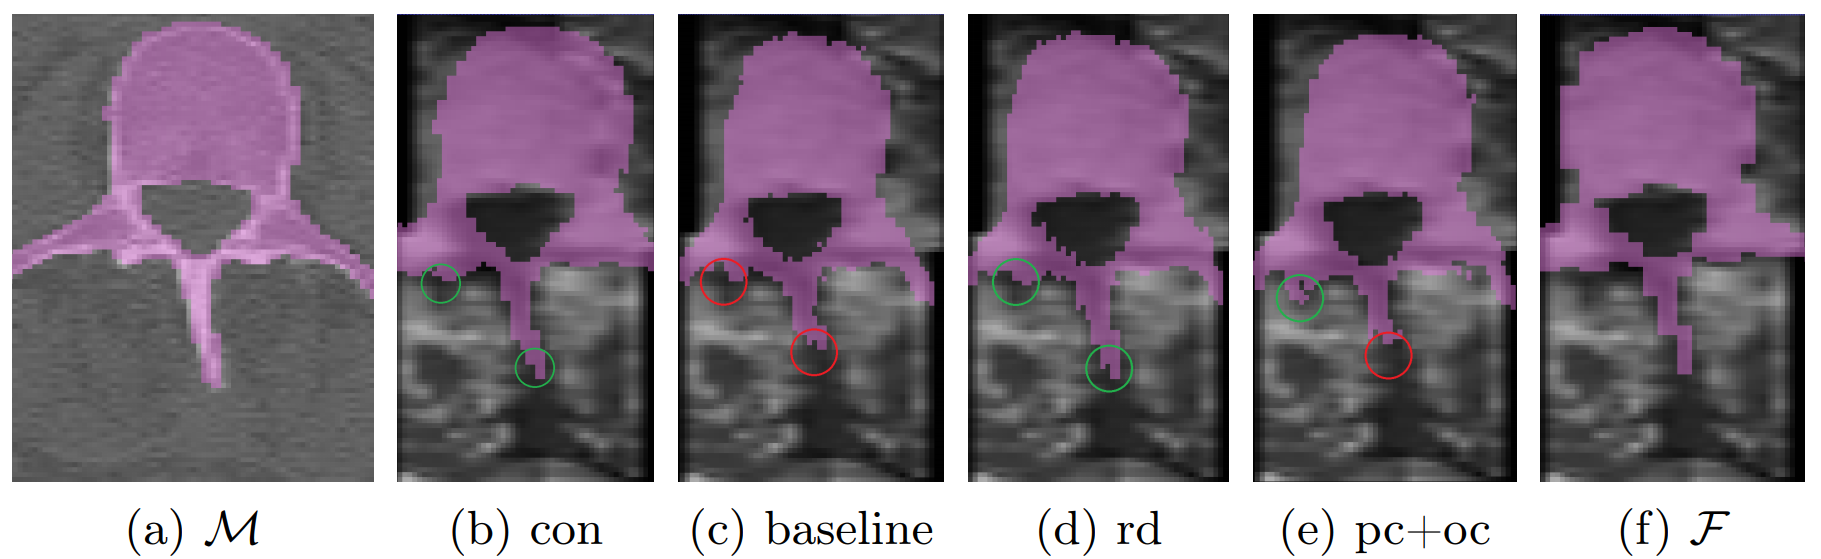 (a) ℳ (b) con (c) baseline (d) rd (e) pc+oc (f) ℱ